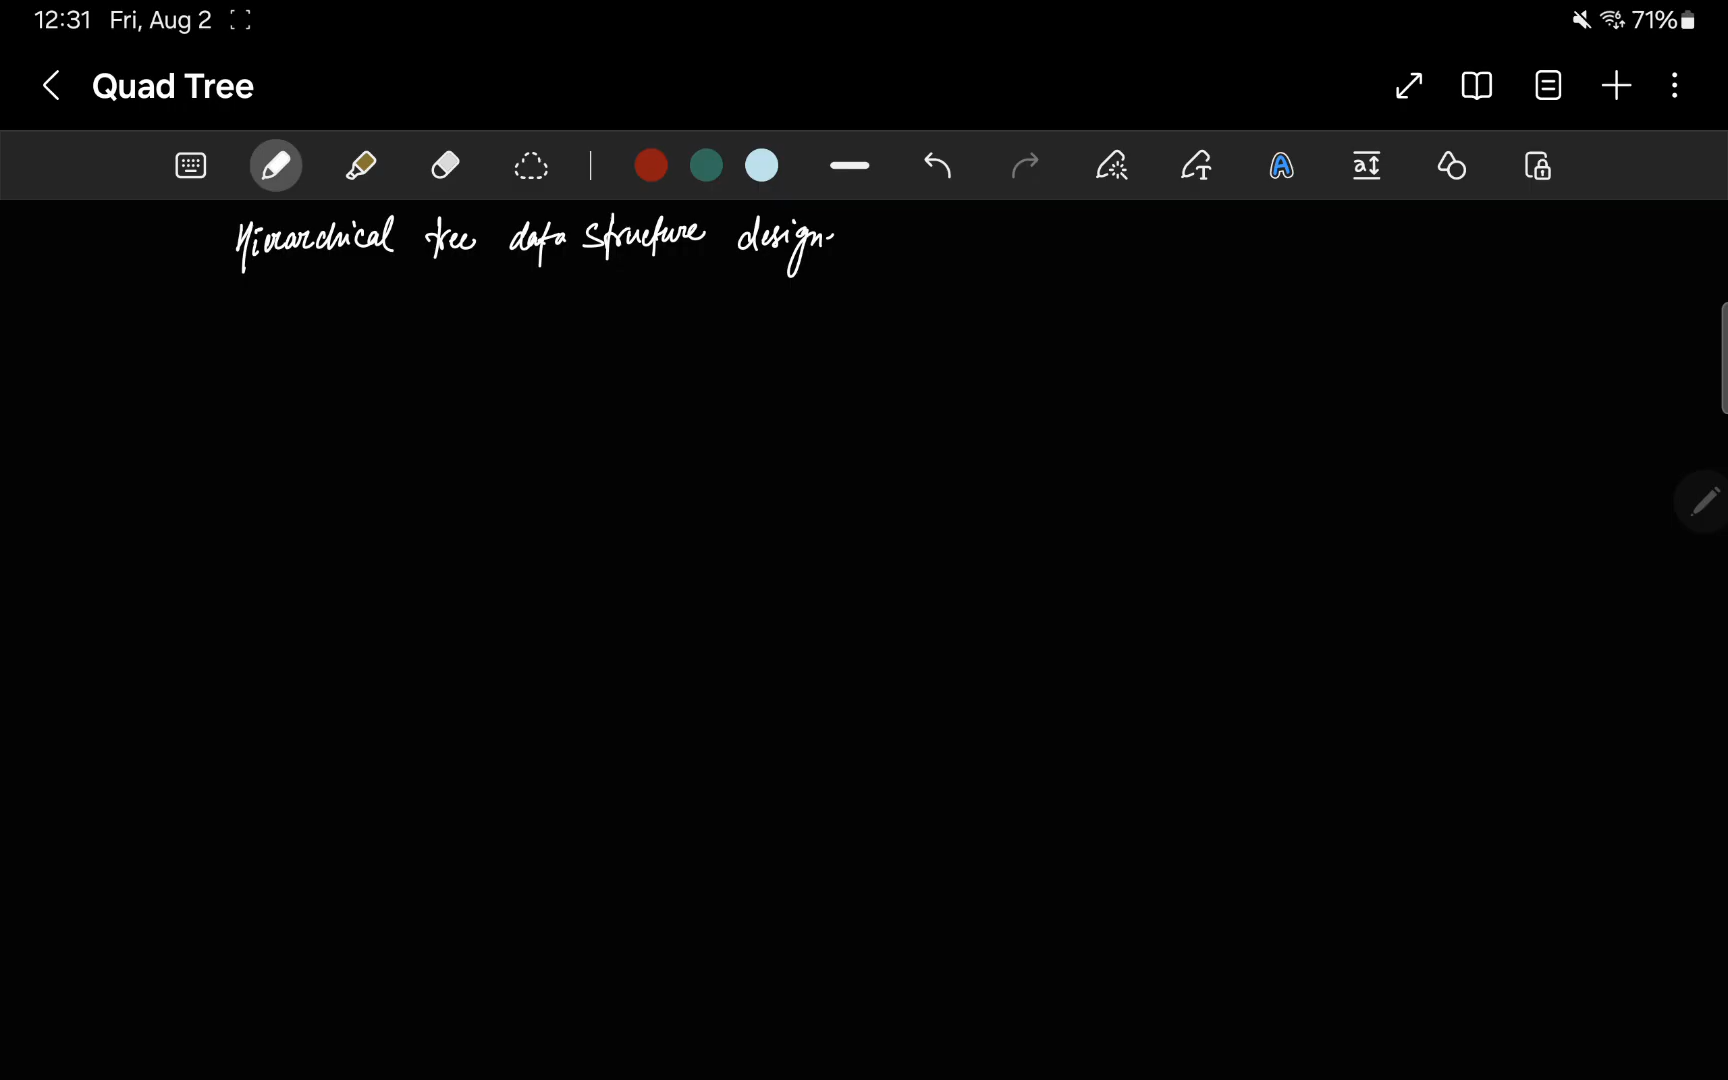 12:31 Fri, Aug 2 71%
Quad Tree
Hierarchical tree data structure design.